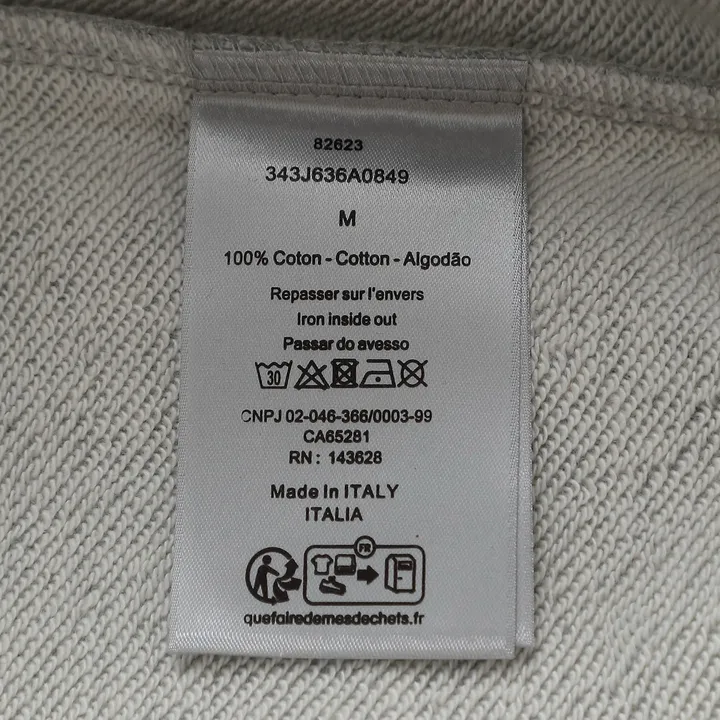 82623
343J636A0849
M
100% Coton - Cotton - Algodão
Repasser sur l'envers
Iron inside out
Passar do avesso
30
CNPJ 02-046-366/0003-99
CA65281
RN : 143628
Made In ITALY
ITALIA
FR
quefairedemesdechets.fr